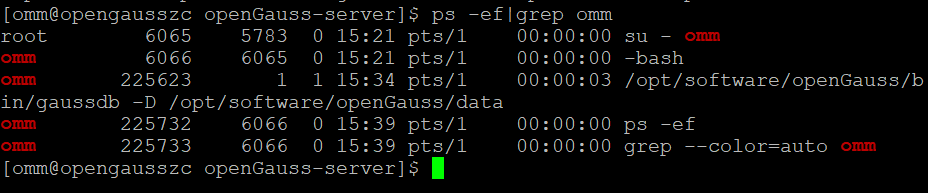 [omm@opengausszc openGauss-server]$ ps -ef|grep omm
root        6065    5783  0 15:21 pts/1    00:00:00 su - omm
omm         6066    6065  0 15:21 pts/1    00:00:00 -bash
omm       225623       1  1 15:34 pts/1    00:00:03 /opt/software/openGauss/b
in/gaussdb -D /opt/software/openGauss/data
omm       225732    6066  0 15:39 pts/1    00:00:00 ps -ef
omm       225733    6066  0 15:39 pts/1    00:00:00 grep --color=auto omm
[omm@opengausszc openGauss-server]$